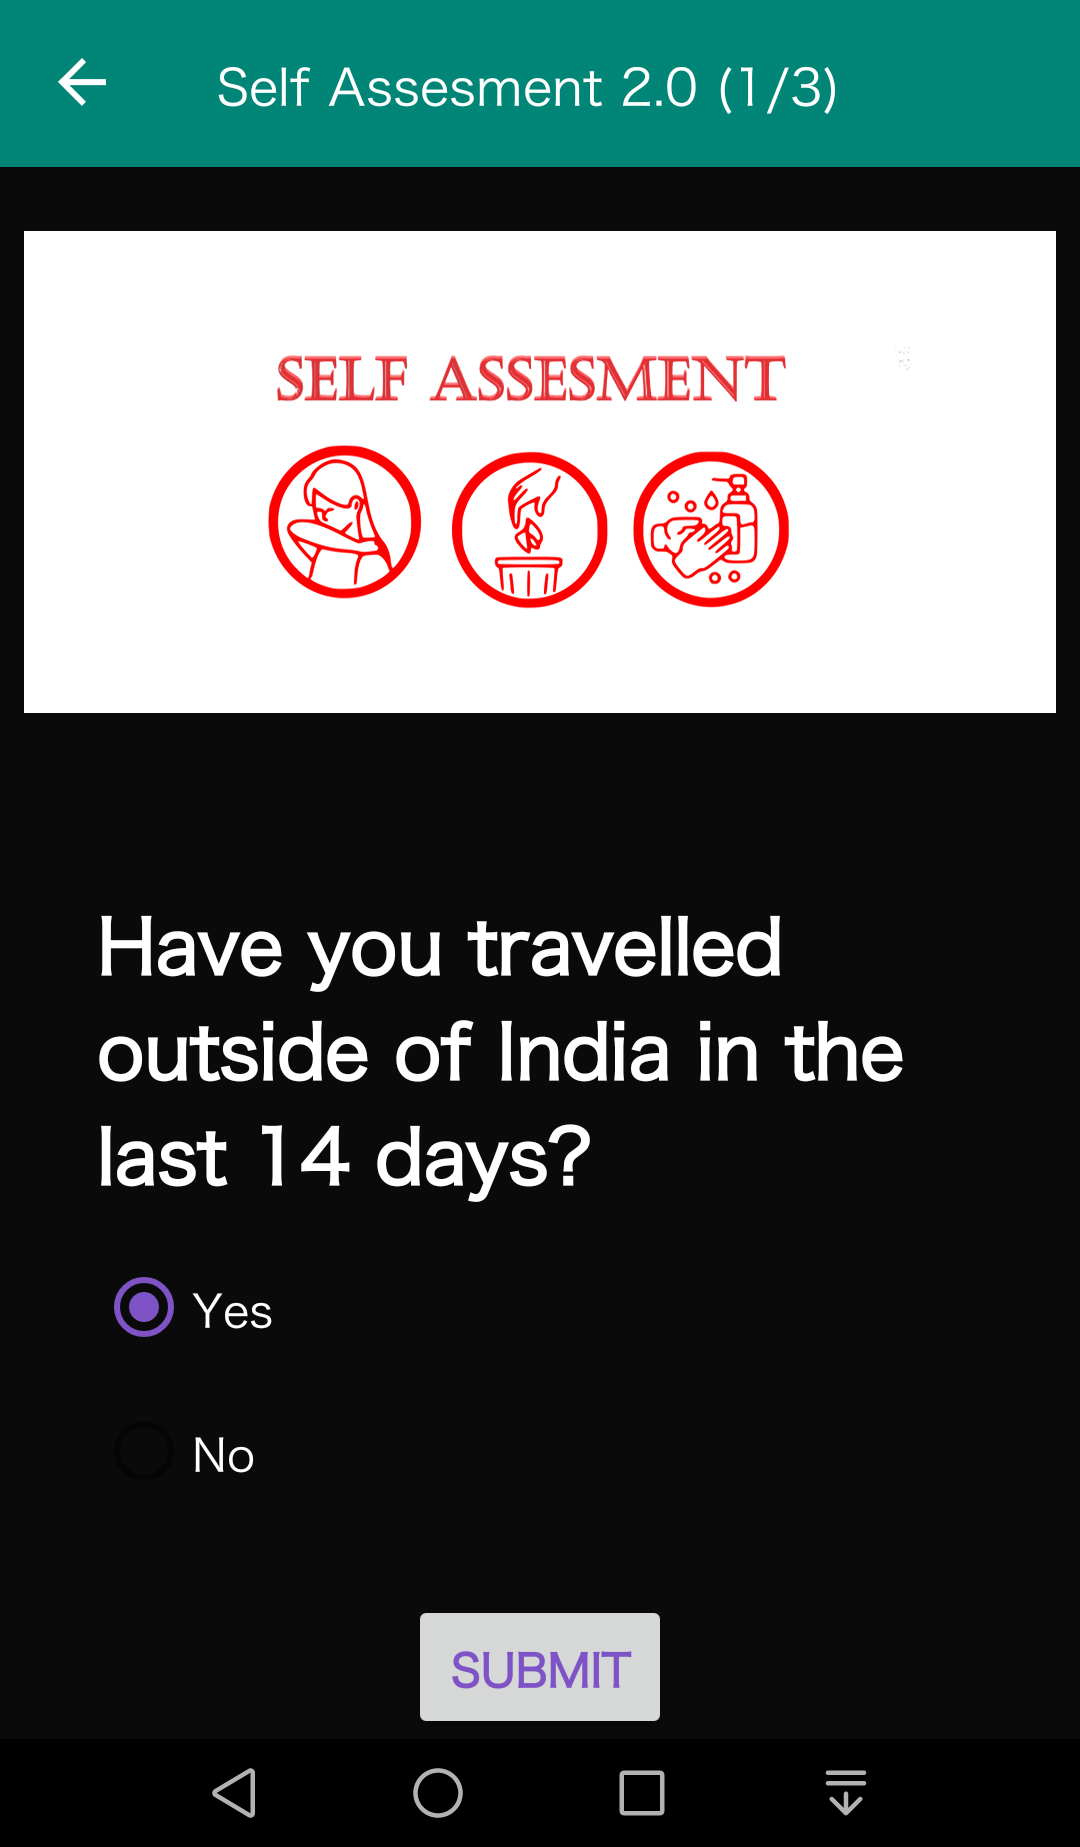 Self Assesment 2.0 (1/3)
SELF ASSESMENT
Have you travelled
outside of India in the
last 14 days?
Yes
No
SUBMIT